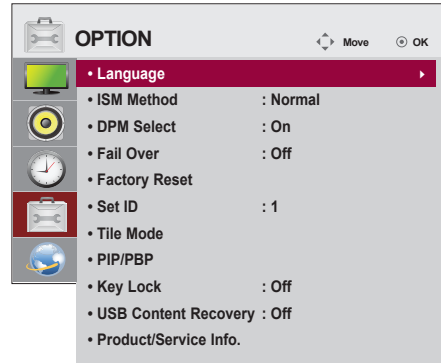 OPTION Move OK
• Language
• ISM Method : Normal
• DPM Select : On
• Fail Over : Off
• Factory Reset
• Set ID : 1
• Tile Mode
• PIP/PBP
• Key Lock : Off
• USB Content Recovery : Off
• Product/Service Info.